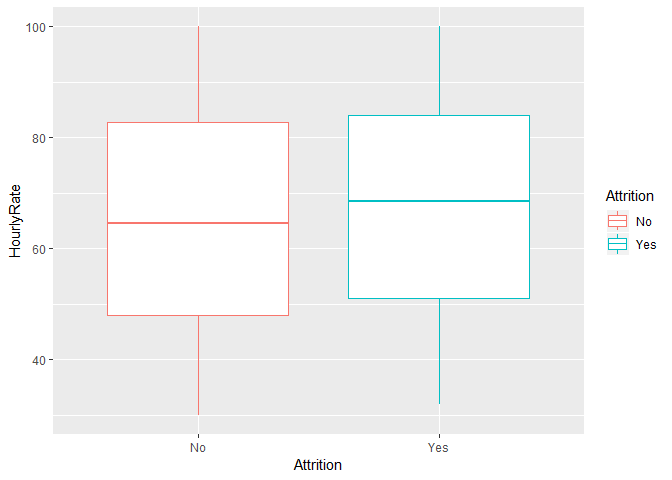 HourlyRate
100
80
60
40
No
Yes
Attrition
Attrition
No
Yes